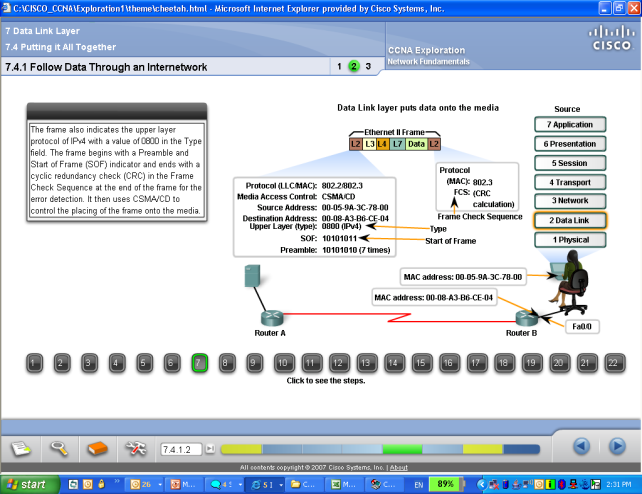 C:\CISCO_CCNA\Exploration1\theme\cheetah.html - Microsoft Internet Explorer provided by Cisco Systems, Inc.
7 Data Link Layer
7.4 Putting it All Together
CCNA Exploration
Network Fundamentals
CISCO
7.4.1 Follow Data Through an Internetwork
1 2 3
The frame also indicates the upper layer
protocol of IPv4 with a value of 0800 in the Type
field. The frame begins with a Preamble and
Start of Frame (SOF) indicator and ends with a
cyclic redundancy check (CRC) in the Frame
Check Sequence at the end of the frame for the
error detection. It then uses CSMA/CD to
control the placing of the frame onto the media.
Data Link layer puts data onto the media
Ethernet II Frame
L2 L3 L4 L7 Data L2
Protocol (LLC/MAC): 802.2/802.3
Media Access Control: CSMA/CD
Source Address: 00-05-9A-3C-78-00
Destination Address: 00-08-A3-B6-CE-04
Upper Layer (type): 0800 (IPv4)
SOF: 10101011
Preamble: 10101010 (7 times)
Protocol
(MAC): 802.3
FCS: (CRC
calculation)
Frame Check Sequence
Type
Start of Frame
Source
7 Application
6 Presentation
5 Session
4 Transport
3 Network
2 Data Link
1 Physical
MAC address: 00-05-9A-3C-78-00
MAC address: 00-08-A3-B6-CE-04
Fa0/0
Router A
Router B
1 2 3 4 5 6 7 8 9 10 11 12 13 14 15 16 17 18 19 20 21 22
Click to see the steps.
7.4.1.2
All contents copyright © 2007 Cisco Systems, Inc. | About
start
26
M...
4
5
C...
M...
C...
EN
89%
2:31 PM